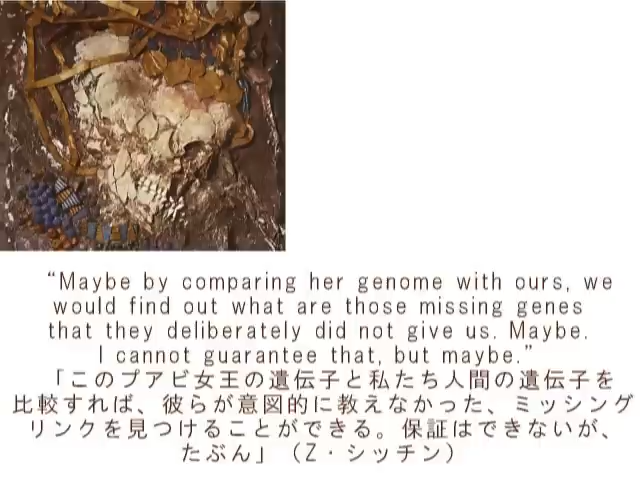 “Maybe by comparing her genome with ours, we
would find out what are those missing genes
that they deliberately did not give us. Maybe.
I cannot guarantee that, but maybe.”
「このプアビ女王の遺伝子と私たち人間の遺伝子を
比較すれば、彼らが意図的に教えなかった、ミッシング
リンクを見つけることができる。保証はできないが、
たぶん」（Z・シッチン）